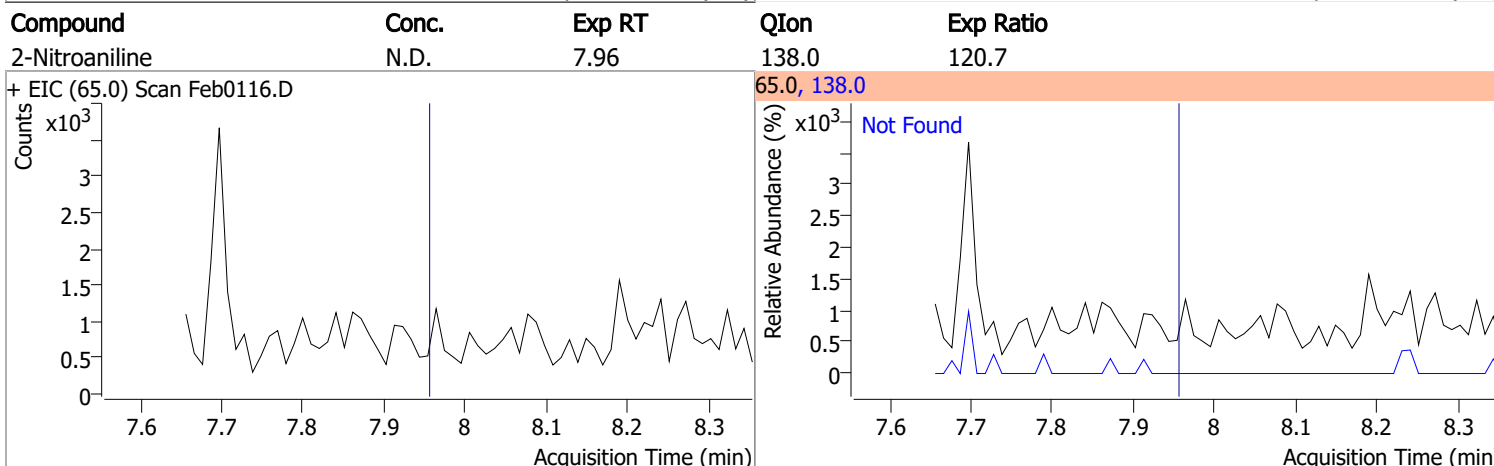 Compound Conc. Exp RT QIon Exp Ratio
2-Nitroaniline N.D. 7.96 138.0 120.7
+ EIC (65.0) Scan Feb0116.D
Counts
x10³
3
2.5
2
1.5
1
0.5
0
7.6 7.7 7.8 7.9 8 8.1 8.2 8.3
Acquisition Time (min)
65.0, 138.0
Relative Abundance (%)
x10³
Not Found
3
2.5
2
1.5
1
0.5
0
7.6 7.7 7.8 7.9 8 8.1 8.2 8.3
Acquisition Time (min)